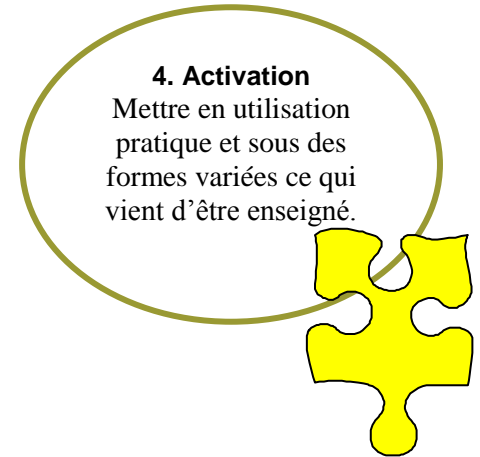 4. Activation
Mettre en utilisation
pratique et sous des
formes variées ce qui
vient d’être enseigné.